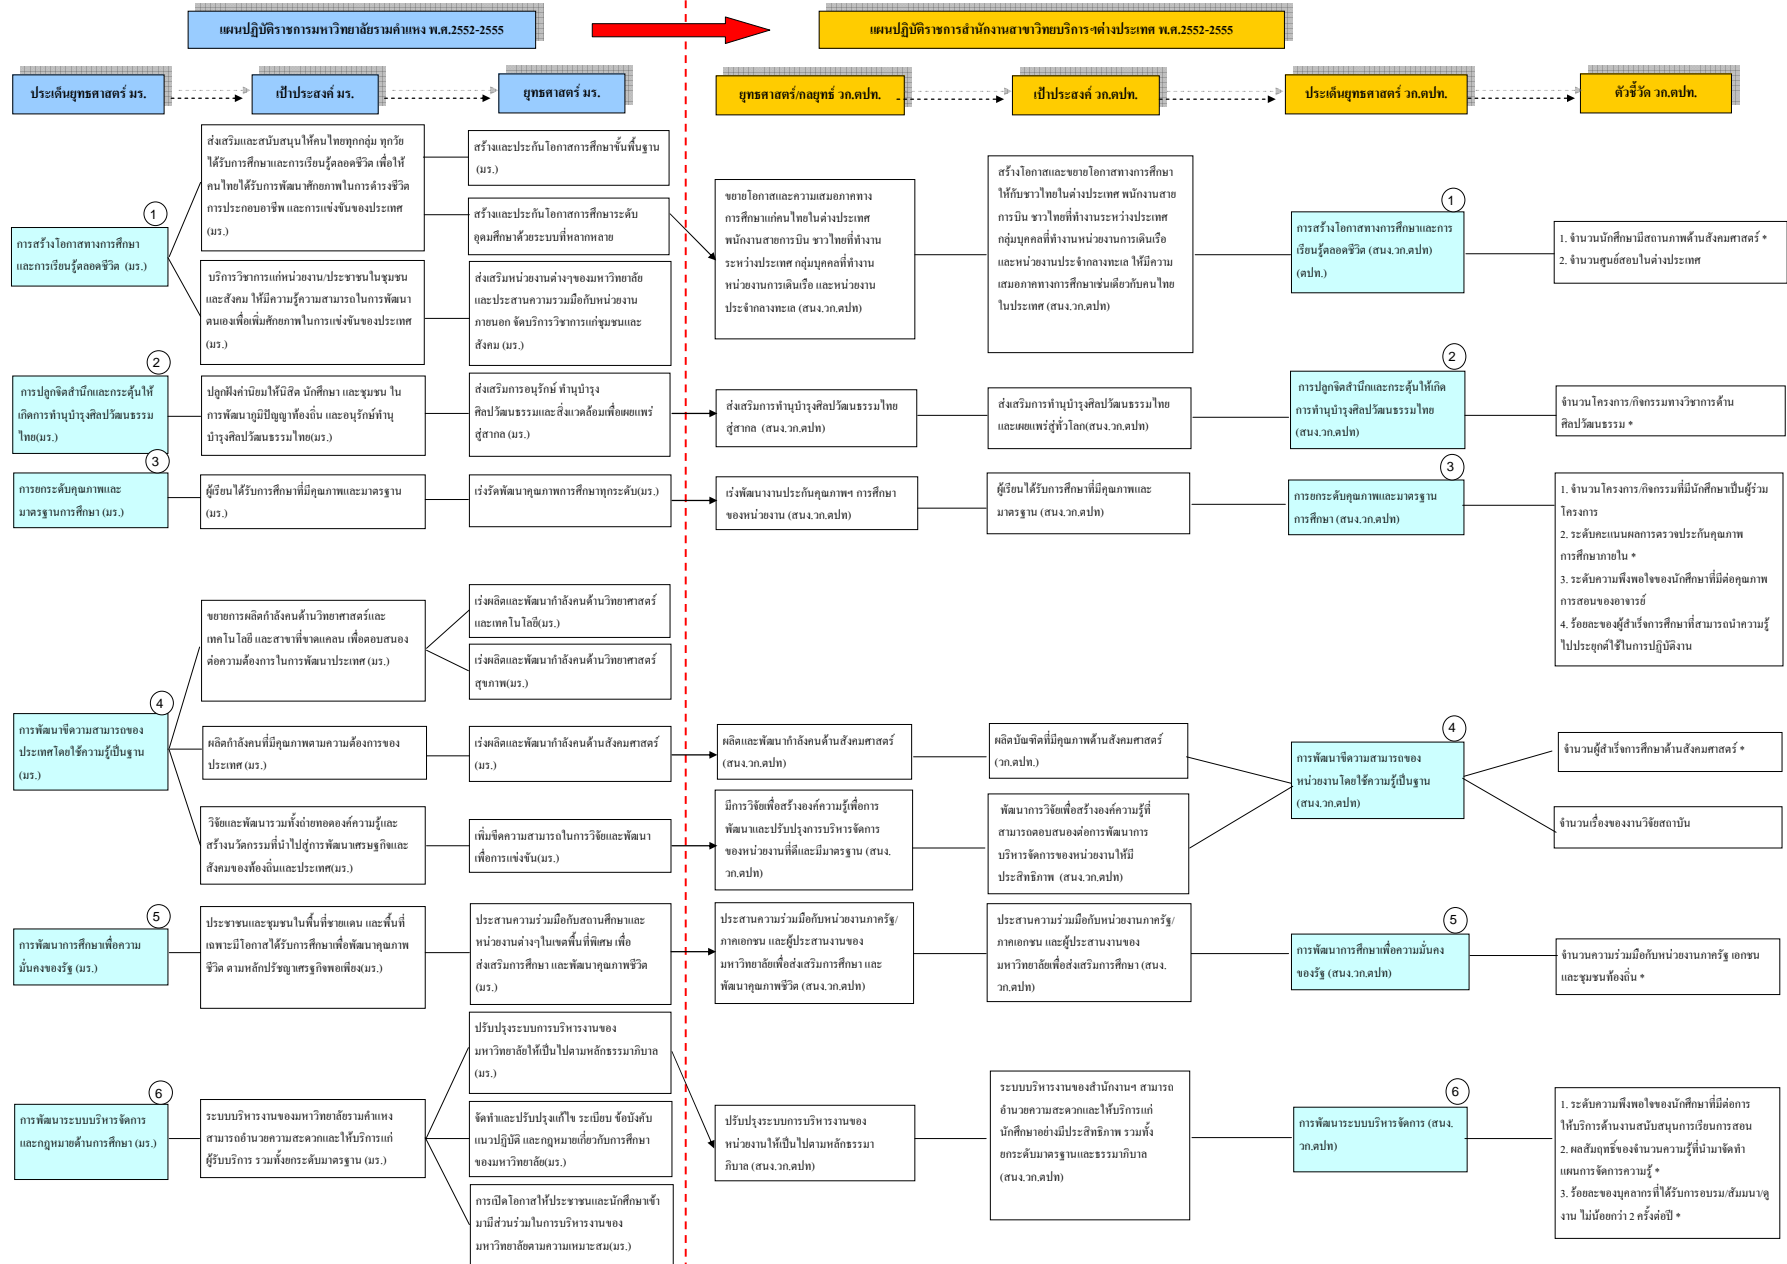 แผนปฏิบัติราชการมหาวิทยาลัยรามคำแหง พ.ศ.2552-2555
แผนปฏิบัติราชการสำนักงานสาขาวิทยบริการฯต่างประเทศ พ.ศ.2552-2555
ประเด็นยุทธศาสตร์ มร.
เป้าประสงค์ มร.
ยุทธศาสตร์ มร.
ยุทธศาสตร์/กลยุทธ์ วก.ตปท.
เป้าประสงค์ วก.ตปท.
ประเด็นยุทธศาสตร์ วก.ตปท.
ตัวชี้วัด วก.ตปท.
1
การสร้างโอกาสทางการศึกษา
และการเรียนรู้ตลอดชีวิต (มร.)
ส่งเสริมและสนับสนุนให้คนไทยทุกกลุ่ม ทุกวัย
ได้รับการศึกษาและการเรียนรู้ตลอดชีวิต เพื่อให้
คนไทยได้รับการพัฒนาศักยภาพในการดำรงชีวิต
การประกอบอาชีพ และการแข่งขันของประเทศ
(มร.)
บริการวิชาการแก่หน่วยงาน/ประชาชนในชุมชน
และสังคม ให้มีความรู้ความสามารถในการพัฒนา
ตนเองเพื่อเพิ่มศักยภาพในการแข่งขันของประเทศ
(มร.)
สร้างและประกันโอกาสการศึกษาขั้นพื้นฐาน
(มร.)
สร้างและประกันโอกาสการศึกษาระดับ
อุดมศึกษาด้วยระบบที่หลากหลาย
ส่งเสริมหน่วยงานต่างๆของมหาวิทยาลัย
และประสานความรวมมือกับหน่วยงาน
ภายนอก จัดบริการวิชาการแก่ชุมชนและ
สังคม (มร.)
ขยายโอกาสและความเสมอภาคทาง
การศึกษาแก่คนไทยในต่างประเทศ
พนักงานสายการบิน ชาวไทยที่ทำงาน
ระหว่างประเทศ กลุ่มบุคคลที่ทำงาน
หน่วยงานการเดินเรือ และหน่วยงาน
ประจำกลางทะเล (สนง.วก.ตปท)
สร้างโอกาสและขยายโอกาสทางการศึกษา
ให้กับชาวไทยในต่างประเทศ พนักงานสาย
การบิน ชาวไทยที่ทำงานระหว่างประเทศ
กลุ่มบุคคลที่ทำงานหน่วยงานการเดินเรือ
และหน่วยงานประจำกลางทะเล ให้มีความ
เสมอภาคทางการศึกษาเช่นเดียวกับคนไทย
ในประเทศ (สนง.วก.ตปท)
1
การสร้างโอกาสทางการศึกษาและการ
เรียนรู้ตลอดชีวิต (สนง.วก.ตปท)
(ตปท.)
1. จำนวนนักศึกษามีสถานภาพด้านสังคมศาสตร์ *
2. จำนวนศูนย์สอบในต่างประเทศ
2
การปลูกจิตสำนึกและกระตุ้นให้
เกิดการทำนุบำรุงศิลปวัฒนธรรม
ไทย(มร.)
ปลูกฝังค่านิยมให้นิสิต นักศึกษา และชุมชน ใน
การพัฒนาภูมิปัญญาท้องถิ่น และอนุรักษ์ทำนุ
บำรุงศิลปวัฒนธรรมไทย(มร.)
ส่งเสริมการอนุรักษ์ ทำนุบำรุง
ศิลปวัฒนธรรมและสิ่งแวดล้อมเพื่อเผยแพร่
สู่สากล (มร.)
ส่งเสริมการทำนุบำรุงศิลปวัฒนธรรมไทย
สู่สากล (สนง.วก.ตปท)
ส่งเสริมการทำนุบำรุงศิลปวัฒนธรรมไทย
และเผยแพร่สู่ทั่วโลก(สนง.วก.ตปท)
2
การปลูกจิตสำนึกและกระตุ้นให้เกิด
การทำนุบำรุงศิลปวัฒนธรรมไทย
(สนง.วก.ตปท)
จำนวนโครงการ/กิจกรรมทางวิชาการด้าน
ศิลปวัฒนธรรม *
3
การยกระดับคุณภาพและ
มาตรฐานการศึกษา (มร.)
ผู้เรียนได้รับการศึกษาที่มีคุณภาพและมาตรฐาน
(มร.)
เร่งรัดพัฒนาคุณภาพการศึกษาทุกระดับ(มร.)
เร่งพัฒนางานประกันคุณภาพฯ การศึกษา
ของหน่วยงาน (สนง.วก.ตปท)
ผู้เรียนได้รับการศึกษาที่มีคุณภาพและ
มาตรฐาน (สนง.วก.ตปท)
3
การยกระดับคุณภาพและมาตรฐาน
การศึกษา (สนง.วก.ตปท)
1. จำนวนโครงการ/กิจกรรมที่มีนักศึกษาเป็นผู้ร่วม
โครงการ
2. ระดับคะแนนผลการตรวจประกันคุณภาพ
การศึกษาภายใน *
3. ระดับความพึงพอใจของนักศึกษาที่มีต่อคุณภาพ
การสอนของอาจารย์
4. ร้อยละของผู้สำเร็จการศึกษาที่สามารถนำความรู้
ไปประยุกต์ใช้ในการปฏิบัติงาน
4
การพัฒนาขีดความสามารถของ
ประเทศโดยใช้ความรู้เป็นฐาน
(มร.)
ขยายการผลิตกำลังคนด้านวิทยาศาสตร์และ
เทคโนโลยี และสาขาที่ขาดแคลน เพื่อตอบสนอง
ต่อความต้องการในการพัฒนาประเทศ (มร.)
เร่งผลิตและพัฒนากำลังคนด้านวิทยาศาสตร์
และเทคโนโลยี(มร.)
เร่งผลิตและพัฒนากำลังคนด้านวิทยาศาสตร์
สุขภาพ(มร.)
ผลิตกำลังคนที่มีคุณภาพตามความต้องการของ
ประเทศ (มร.)
เร่งผลิตและพัฒนากำลังคนด้านสังคมศาสตร์
(มร.)
ผลิตและพัฒนากำลังคนด้านสังคมศาสตร์
(สนง.วก.ตปท)
ผลิตบัณฑิตที่มีคุณภาพด้านสังคมศาสตร์
(วก.ตปท.)
วิจัยและพัฒนารวมทั้งถ่ายทอดองค์ความรู้และ
สร้างนวัตกรรมที่นำไปสู่การพัฒนาเศรษฐกิจและ
สังคมของท้องถิ่นและประเทศ(มร.)
เพิ่มขีดความสามารถในการวิจัยและพัฒนา
เพื่อการแข่งขัน(มร.)
มีการวิจัยเพื่อสร้างองค์ความรู้เพื่อการ
พัฒนาและปรับปรุงการบริหารจัดการ
ของหน่วยงานที่ดีและมีมาตรฐาน (สนง.
วก.ตปท)
พัฒนาการวิจัยเพื่อสร้างองค์ความรู้ที่
สามารถตอบสนองต่อการพัฒนาการ
บริหารจัดการของหน่วยงานให้มี
ประสิทธิภาพ (สนง.วก.ตปท)
4
การพัฒนาขีดความสามารถของ
หน่วยงานโดยใช้ความรู้เป็นฐาน
(สนง.วก.ตปท)
จำนวนผู้สำเร็จการศึกษาด้านสังคมศาสตร์ *
จำนวนเรื่องของงานวิจัยสถาบัน
5
การพัฒนาการศึกษาเพื่อความ
มั่นคงของรัฐ (มร.)
ประชาชนและชุมชนในพื้นที่ชายแดน และพื้นที่
เฉพาะมีโอกาสได้รับการศึกษาเพื่อพัฒนาคุณภาพ
ชีวิต ตามหลักปรัชญาเศรษฐกิจพอเพียง(มร.)
ประสานความร่วมมือกับสถานศึกษาและ
หน่วยงานต่างๆในเขตพื้นที่พิเศษ เพื่อ
ส่งเสริมการศึกษา และพัฒนาคุณภาพชีวิต
(มร.)
ประสานความร่วมมือกับหน่วยงานภาครัฐ/
ภาคเอกชน และผู้ประสานงานของ
มหาวิทยาลัยเพื่อส่งเสริมการศึกษา และ
พัฒนาคุณภาพชีวิต (สนง.วก.ตปท)
ประสานความร่วมมือกับหน่วยงานภาครัฐ/
ภาคเอกชน และผู้ประสานงานของ
มหาวิทยาลัยเพื่อส่งเสริมการศึกษา (สนง.
วก.ตปท)
5
การพัฒนาการศึกษาเพื่อความมั่นคง
ของรัฐ (สนง.วก.ตปท)
จำนวนความร่วมมือกับหน่วยงานภาครัฐ เอกชน
และชุมชนท้องถิ่น *
6
การพัฒนาระบบบริหารจัดการ
และกฎหมายด้านการศึกษา (มร.)
ระบบบริหารงานของมหาวิทยาลัยรามคำแหง
สามารถอำนวยความสะดวกและให้บริการแก่
ผู้รับบริการ รวมทั้งยกระดับมาตรฐาน (มร.)
ปรับปรุงระบบการบริหารงานของ
มหาวิทยาลัยให้เป็นไปตามหลักธรรมาภิบาล
(มร.)
จัดทำและปรับปรุงแก้ไข ระเบียบ ข้อบังคับ
แนวปฏิบัติ และกฎหมายเกี่ยวกับการศึกษา
ของมหาวิทยาลัย(มร.)
การเปิดโอกาสให้ประชาชนและนักศึกษาเข้า
มามีส่วนร่วมในการบริหารงานของ
มหาวิทยาลัยตามความเหมาะสม(มร.)
ปรับปรุงระบบการบริหารงานของ
หน่วยงานให้เป็นไปตามหลักธรรมา
ภิบาล (สนง.วก.ตปท)
ระบบบริหารงานของสำนักงานฯ สามารถ
อำนวยความสะดวกและให้บริการแก่
นักศึกษาอย่างมีประสิทธิภาพ รวมทั้ง
ยกระดับมาตรฐานและธรรมาภิบาล
(สนง.วก.ตปท)
6
การพัฒนาระบบบริหารจัดการ (สนง.
วก.ตปท)
1. ระดับความพึงพอใจของนักศึกษาที่มีต่อการ
ให้บริการด้านงานสนับสนุนการเรียนการสอน
2. ผลสัมฤทธิ์ของจำนวนความรู้ที่นำมาจัดทำ
แผนการจัดการความรู้ *
3. ร้อยละของบุคลากรที่ได้รับการอบรม/สัมมนา/ดู
งาน ไม่น้อยกว่า 2 ครั้งต่อปี *